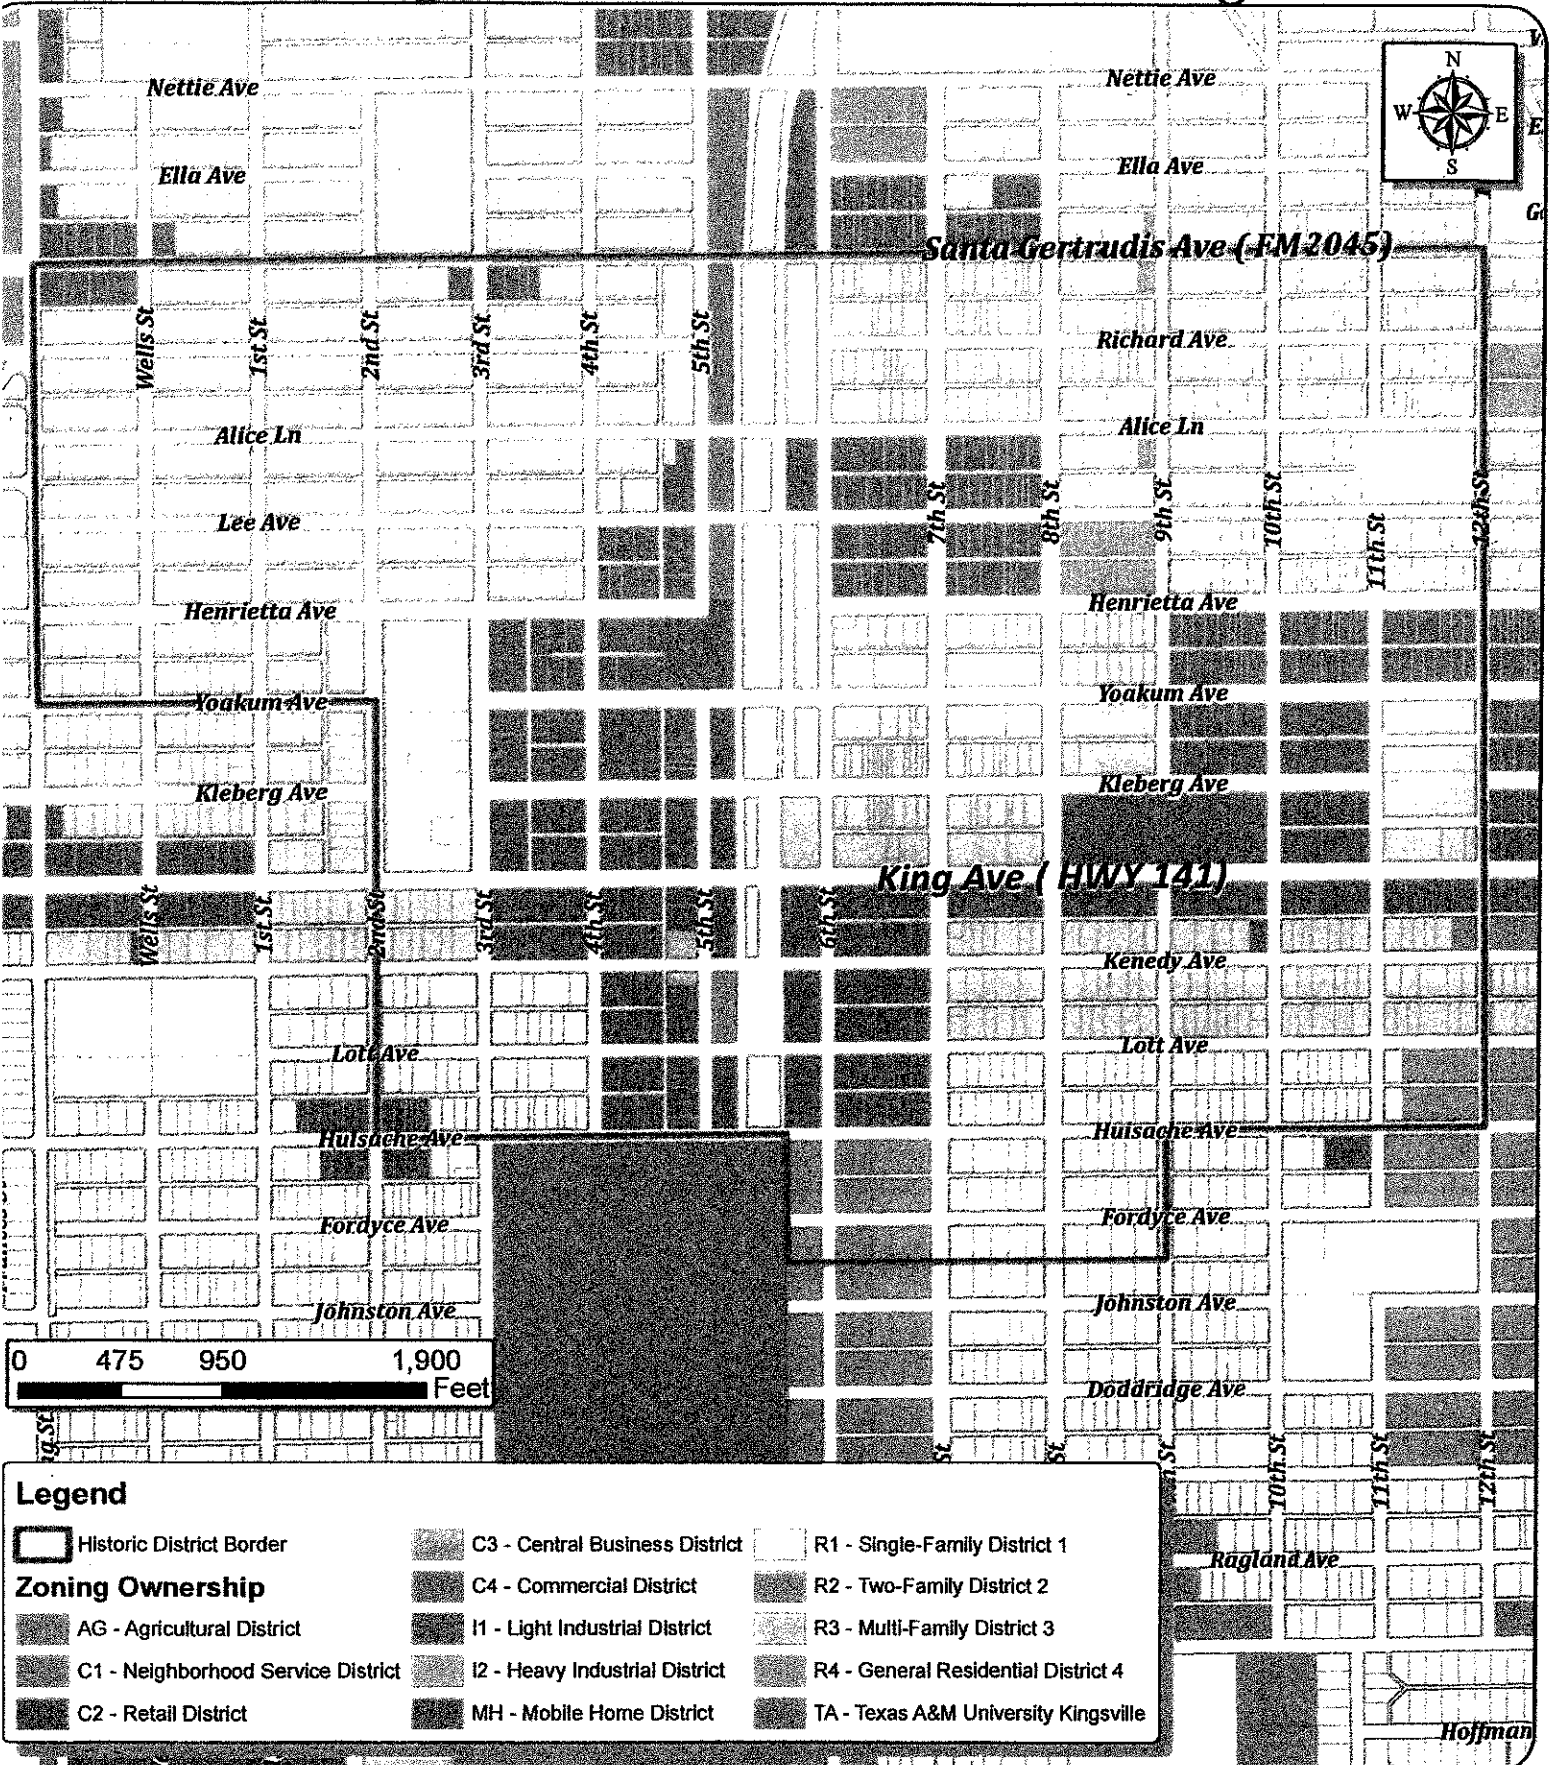 Nettie Ave
Nettie Ave
N
W
E
S
Ella Ave
Ella Ave
Santa Gertrudis Ave (FM 2045)
Wells St
1st St
2nd St
3rd St
4th St
5th St
Richard Ave
Alice Ln
Alice Ln
Lee Ave
7th St
8th St
9th St
10th St
11th St
12th St
Henrietta Ave
Henrietta Ave
Yoakum Ave
Yoakum Ave
Kleberg Ave
Kleberg Ave
King Ave ( HWY 141)
Wells St
1st St
2nd St
3rd St
4th St
5th St
6th St
Kenedy Ave
Lott Ave
Lott Ave
Huisache Ave
Huisache Ave
Fordyce Ave
Fordyce Ave
Johnston Ave
Johnston Ave
0 475 950 1,900
Feet
Doddridge Ave
ng St
St
St
St
10th St
11th St
12th St
Legend
Historic District Border
Zoning Ownership
AG - Agricultural District
C1 - Neighborhood Service District
C2 - Retail District
C3 - Central Business District
C4 - Commercial District
I1 - Light Industrial District
I2 - Heavy Industrial District
MH - Mobile Home District
R1 - Single-Family District 1
R2 - Two-Family District 2
R3 - Multi-Family District 3
R4 - General Residential District 4
TA - Texas A&M University Kingsville
Ragland Ave
Hoffman